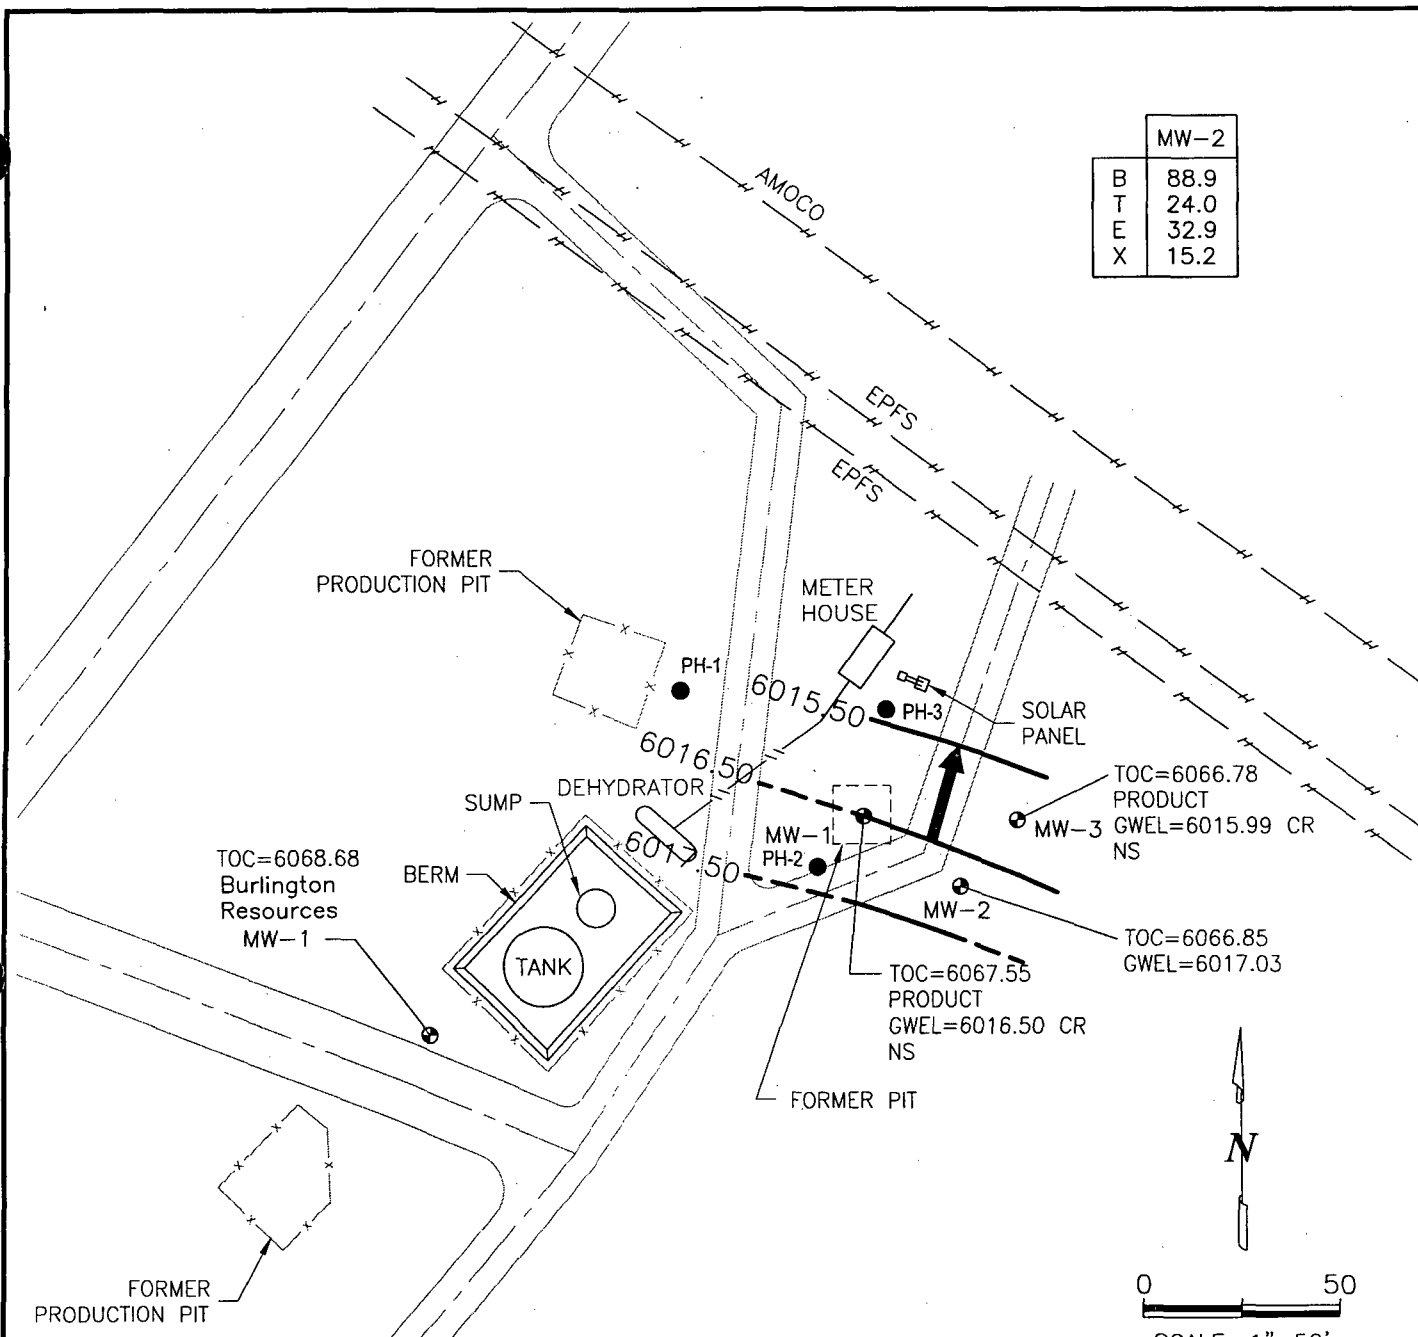 MW-2
B 88.9
T 24.0
E 32.9
X 15.2
AMOCO
EPFS
EPFS
FORMER
PRODUCTION PIT
METER
HOUSE
PH-1
6015.50
PH-3
SOLAR
PANEL
6016.50
DEHYDRATOR
SUMP
TOC=6066.78
PRODUCT
MW-3 GWEL=6015.99 CR
NS
MW-1
PH-2
6017.50
TOC=6068.68
Burlington
Resources
MW-1
BERM
TANK
MW-2
TOC=6066.85
GWEL=6017.03
TOC=6067.55
PRODUCT
GWEL=6016.50 CR
NS
FORMER PIT
N
FORMER
PRODUCTION PIT
0 50